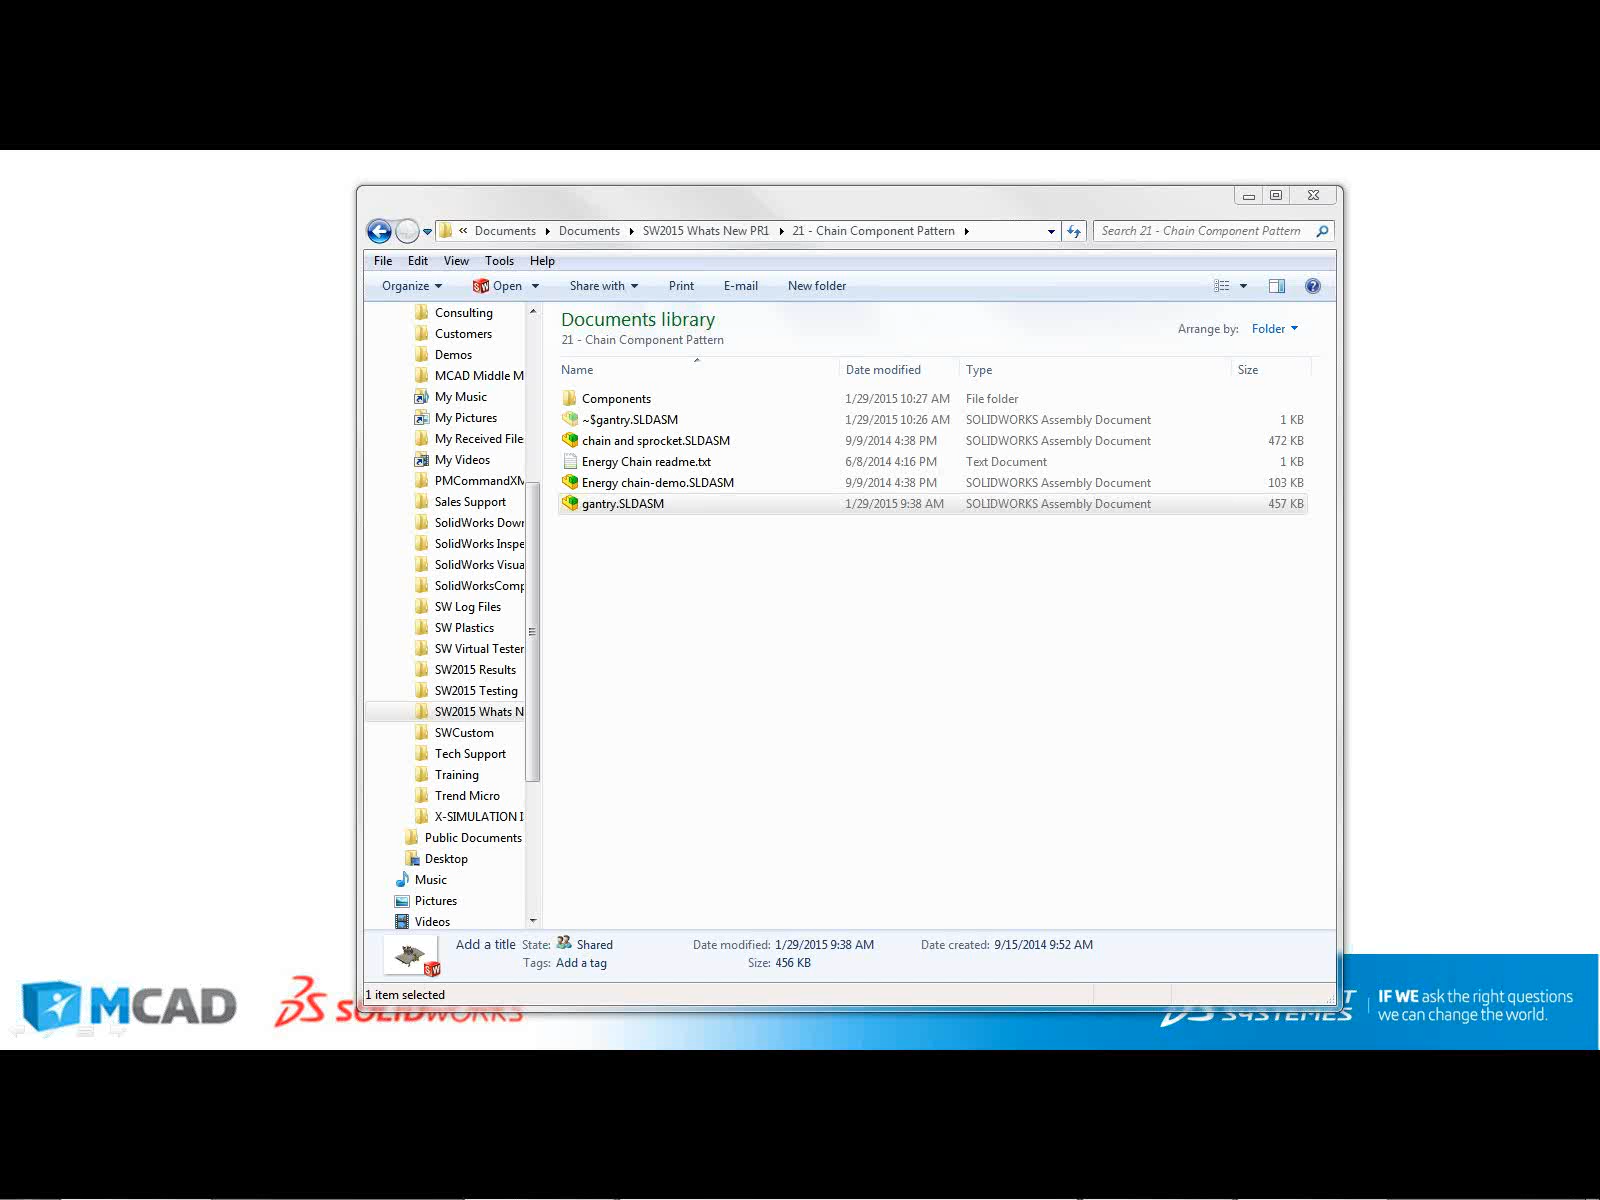 « Documents ▸ Documents ▸ SW2015 Whats New PR1 ▸ 21 - Chain Component Pattern ▸
Search 21 - Chain Component Pattern
File Edit View Tools Help
Organize Open Share with Print E-mail New folder
Consulting
Customers
Demos
MCAD Middle M
My Music
My Pictures
My Received File
My Videos
PMCommandXM
Sales Support
SolidWorks Dow
SolidWorks Inspe
SolidWorks Visua
SolidWorksComp
SW Log Files
SW Plastics
SW Virtual Tester
SW2015 Results
SW2015 Testing
SW2015 Whats N
SWCustom
Tech Support
Training
Trend Micro
X-SIMULATION I
Public Documents
Desktop
Music
Pictures
Videos
Documents library
21 - Chain Component Pattern
Arrange by: Folder
Name Date modified Type Size
Components 1/29/2015 10:27 AM File folder
~$gantry.SLDASM 1/29/2015 10:26 AM SOLIDWORKS Assembly Document 1 KB
chain and sprocket.SLDASM 9/9/2014 4:38 PM SOLIDWORKS Assembly Document 472 KB
Energy Chain readme.txt 6/8/2014 4:16 PM Text Document 1 KB
Energy chain-demo.SLDASM 9/9/2014 4:38 PM SOLIDWORKS Assembly Document 103 KB
gantry.SLDASM 1/29/2015 9:38 AM SOLIDWORKS Assembly Document 457 KB
Add a title State: Shared Date modified: 1/29/2015 9:38 AM Date created: 9/15/2014 9:52 AM
Tags: Add a tag Size: 456 KB
1 item selected
MCAD
SOLIDWORKS
SYSTEMES
IF WE ask the right questions
we can change the world.